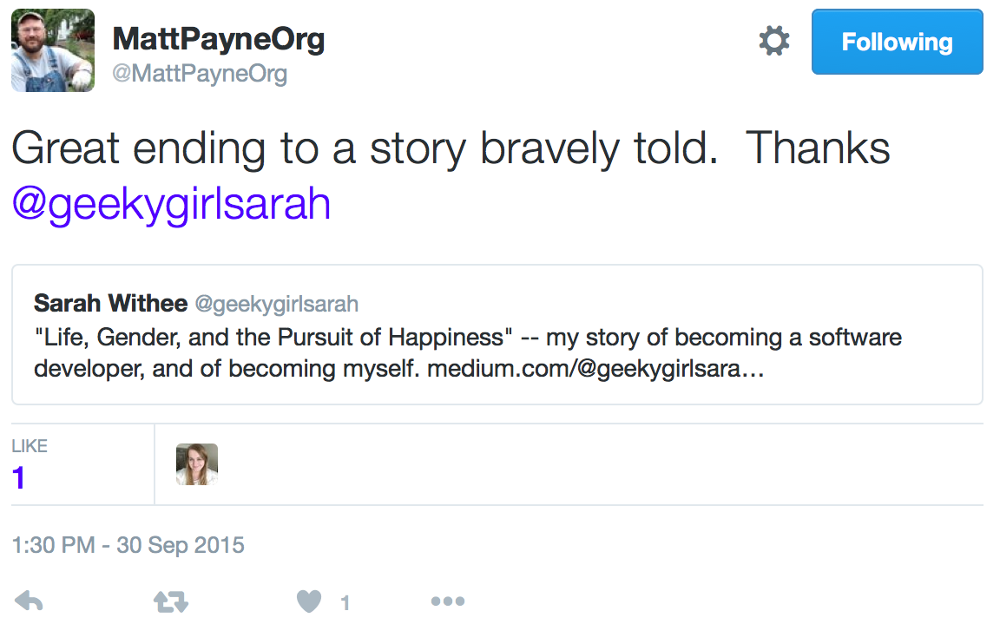 MattPayneOrg
@MattPayneOrg
Following
Great ending to a story bravely told.  Thanks
@geekygirlsarah
Sarah Withee @geekygirlsarah
"Life, Gender, and the Pursuit of Happiness" -- my story of becoming a software
developer, and of becoming myself. medium.com/@geekygirlsara…
LIKE
1
1:30 PM - 30 Sep 2015
1